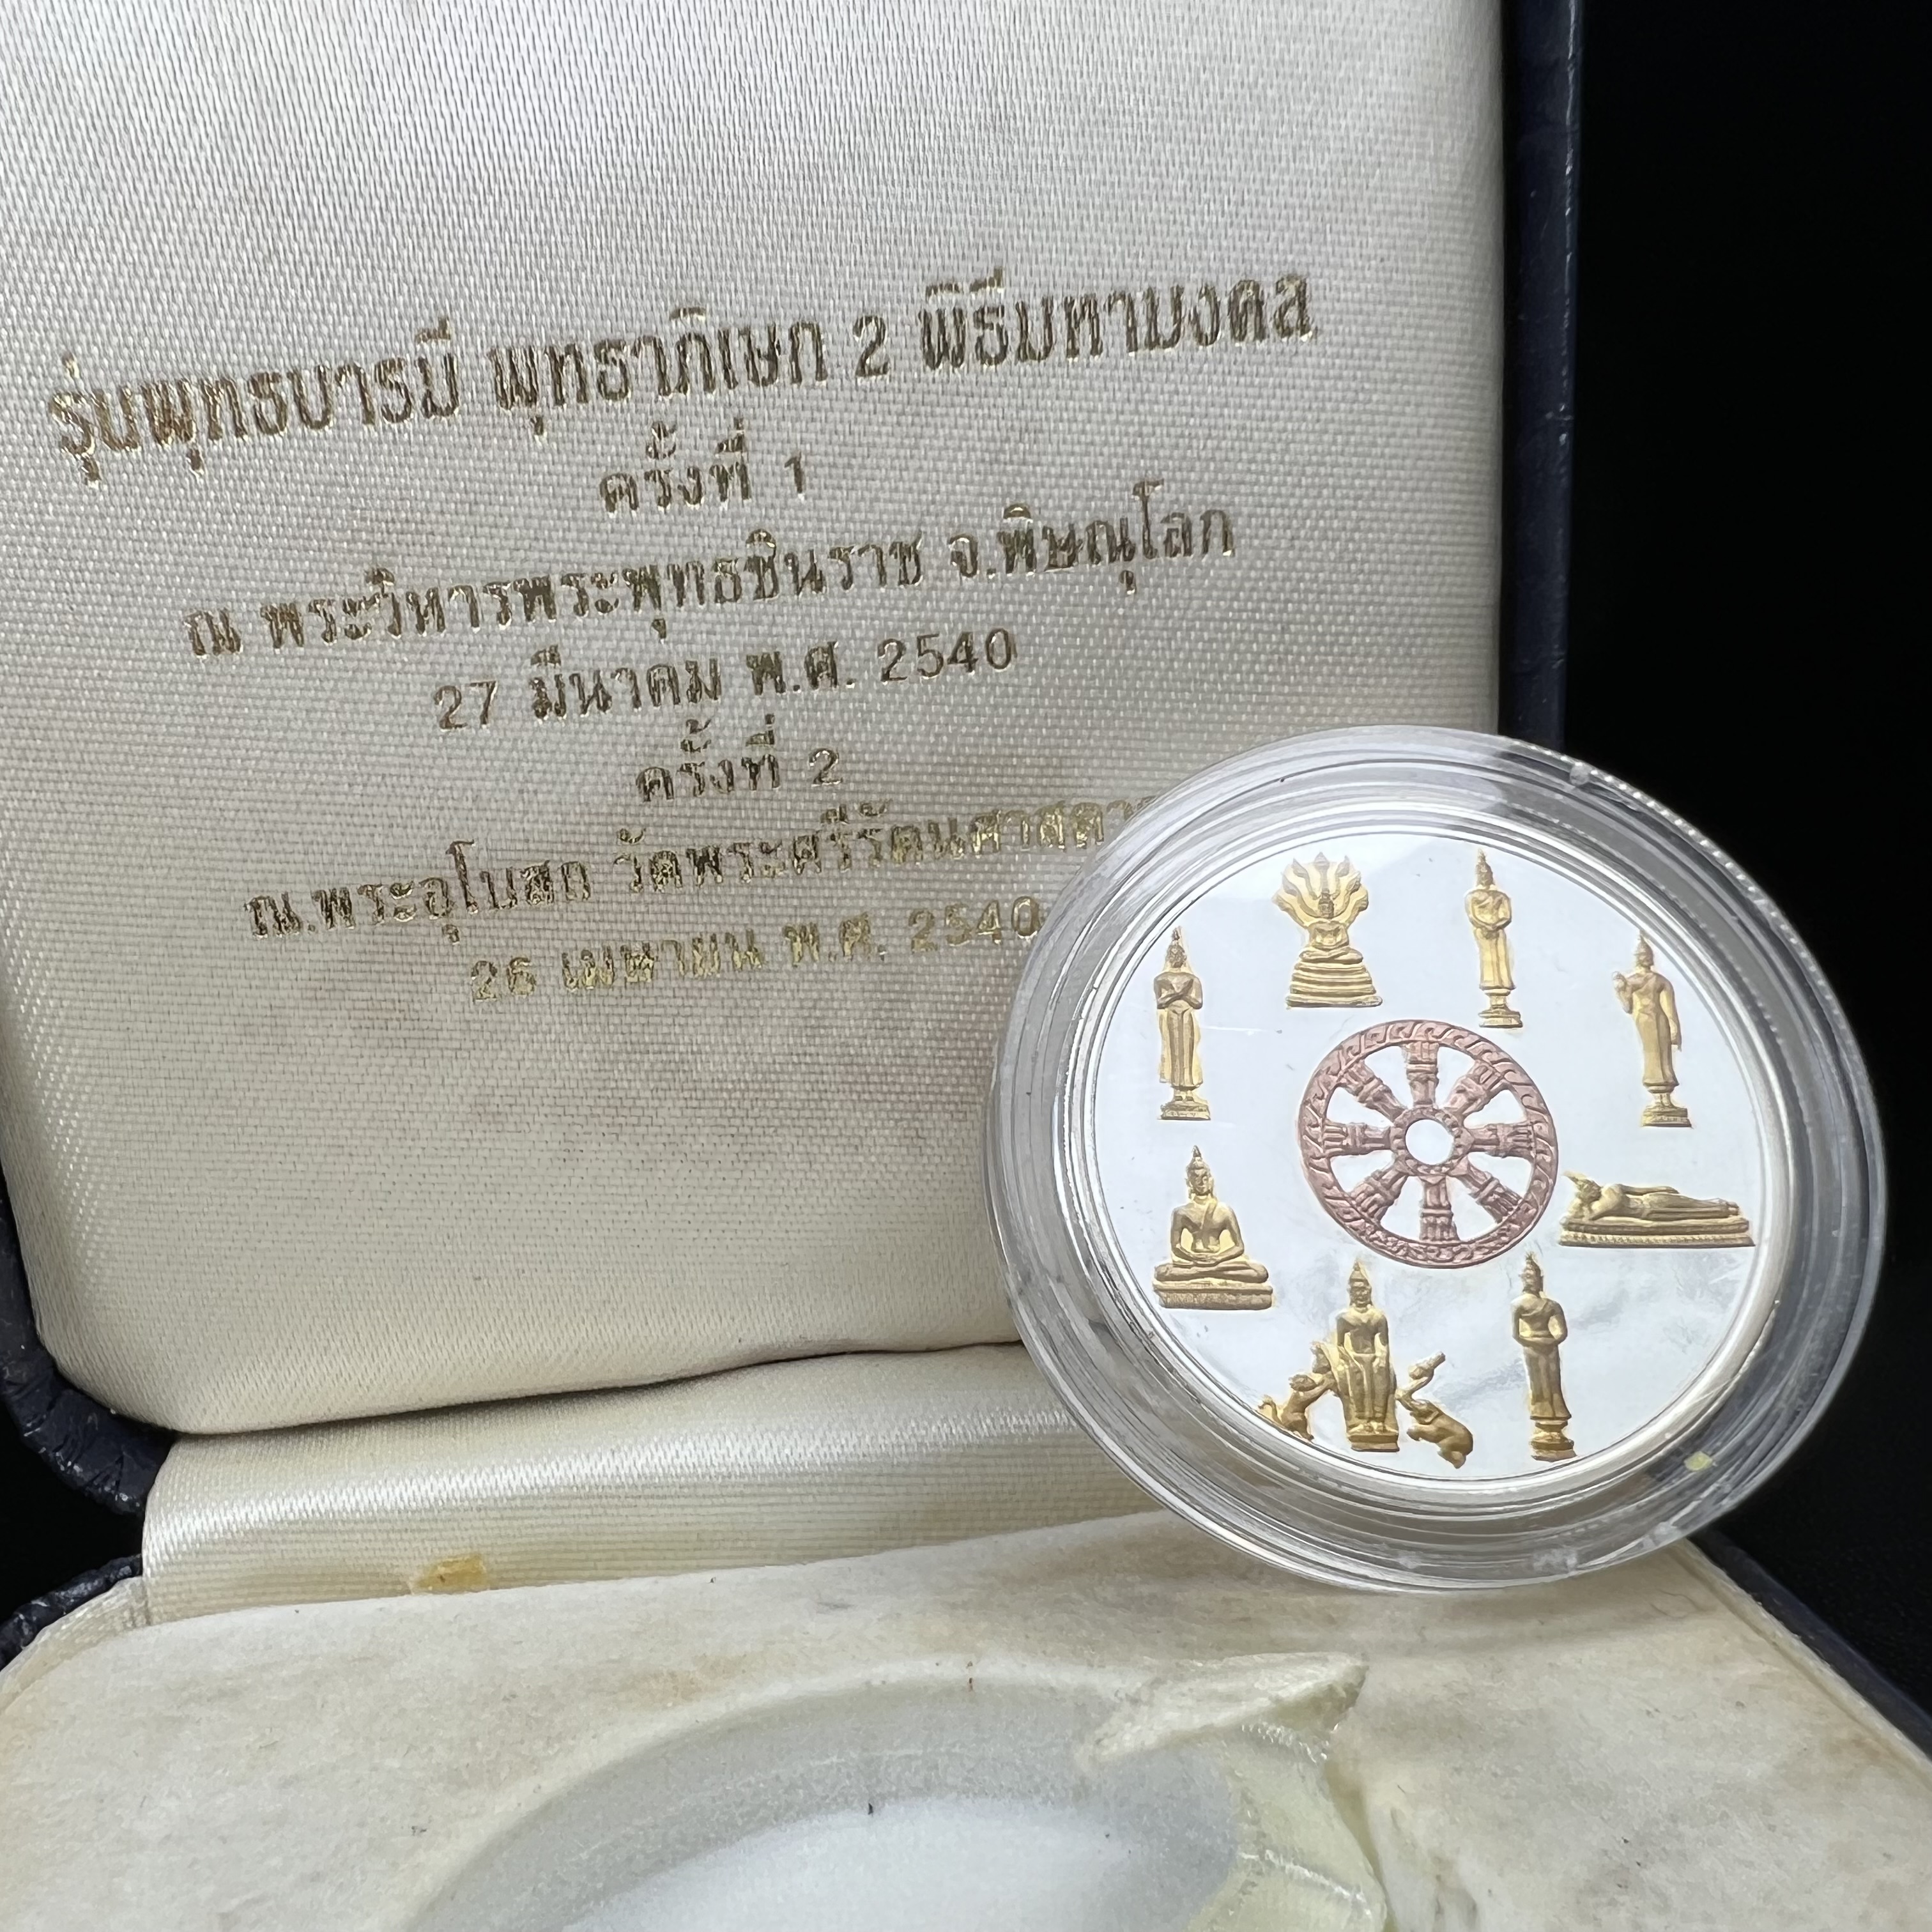 รุ่นพุทธบารมี พุทธาภิเษก 2 พิธีมหามงคล
ครั้งที่ 1
ณ พระวิหารพระพุทธชินราช จ.พิษณุโลก
27 มีนาคม พ.ศ. 2540
ครั้งที่ 2
ณ.พระอุโบสถ วัดพระศรีรัตนศาสดา
26 เมษายน พ.ศ. 2540